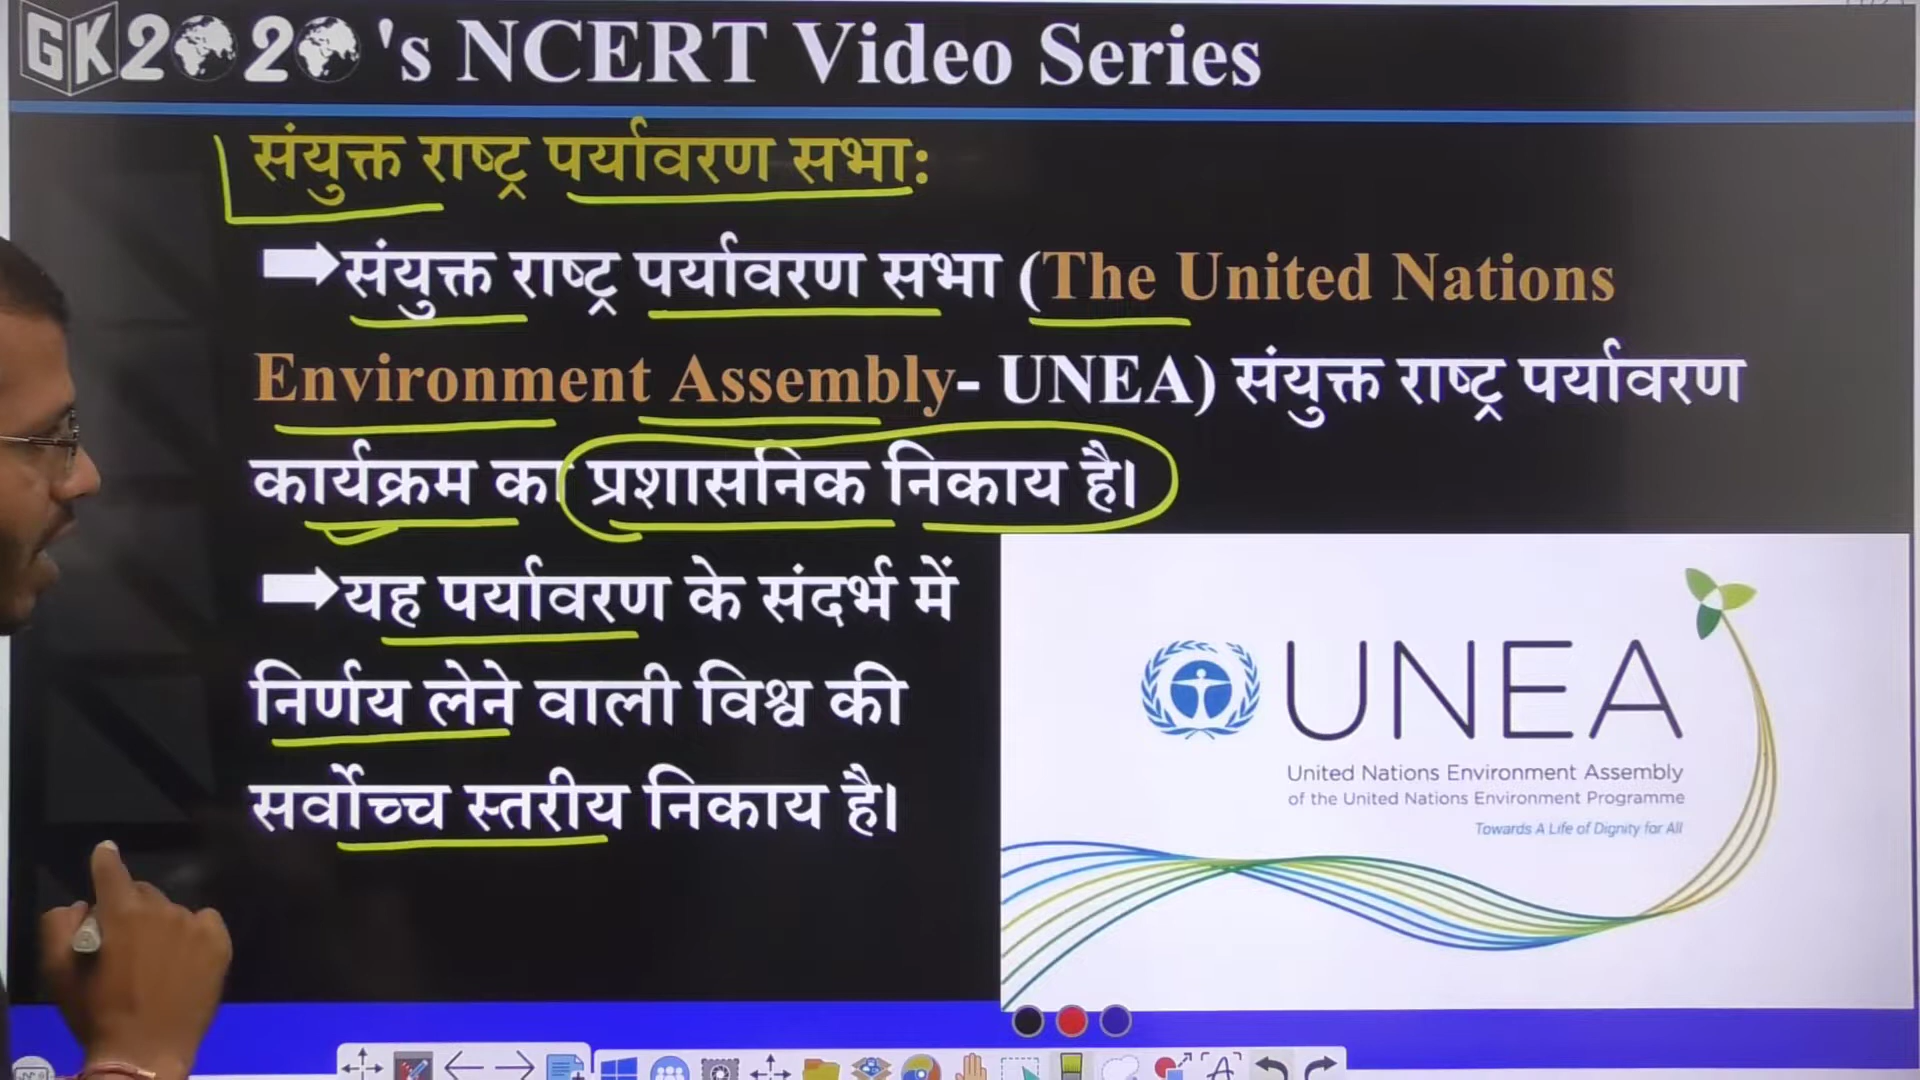 GK2020's NCERT Video Series
संयुक्त राष्ट्र पर्यावरण सभा:
संयुक्त राष्ट्र पर्यावरण सभा (The United Nations
Environment Assembly- UNEA) संयुक्त राष्ट्र पर्यावरण
कार्यक्रम का प्रशासनिक निकाय है।
यह पर्यावरण के संदर्भ में
निर्णय लेने वाली विश्व की
सर्वोच्च स्तरीय निकाय है।
UNEA
United Nations Environment Assembly
of the United Nations Environment Programme
Towards A Life of Dignity for All